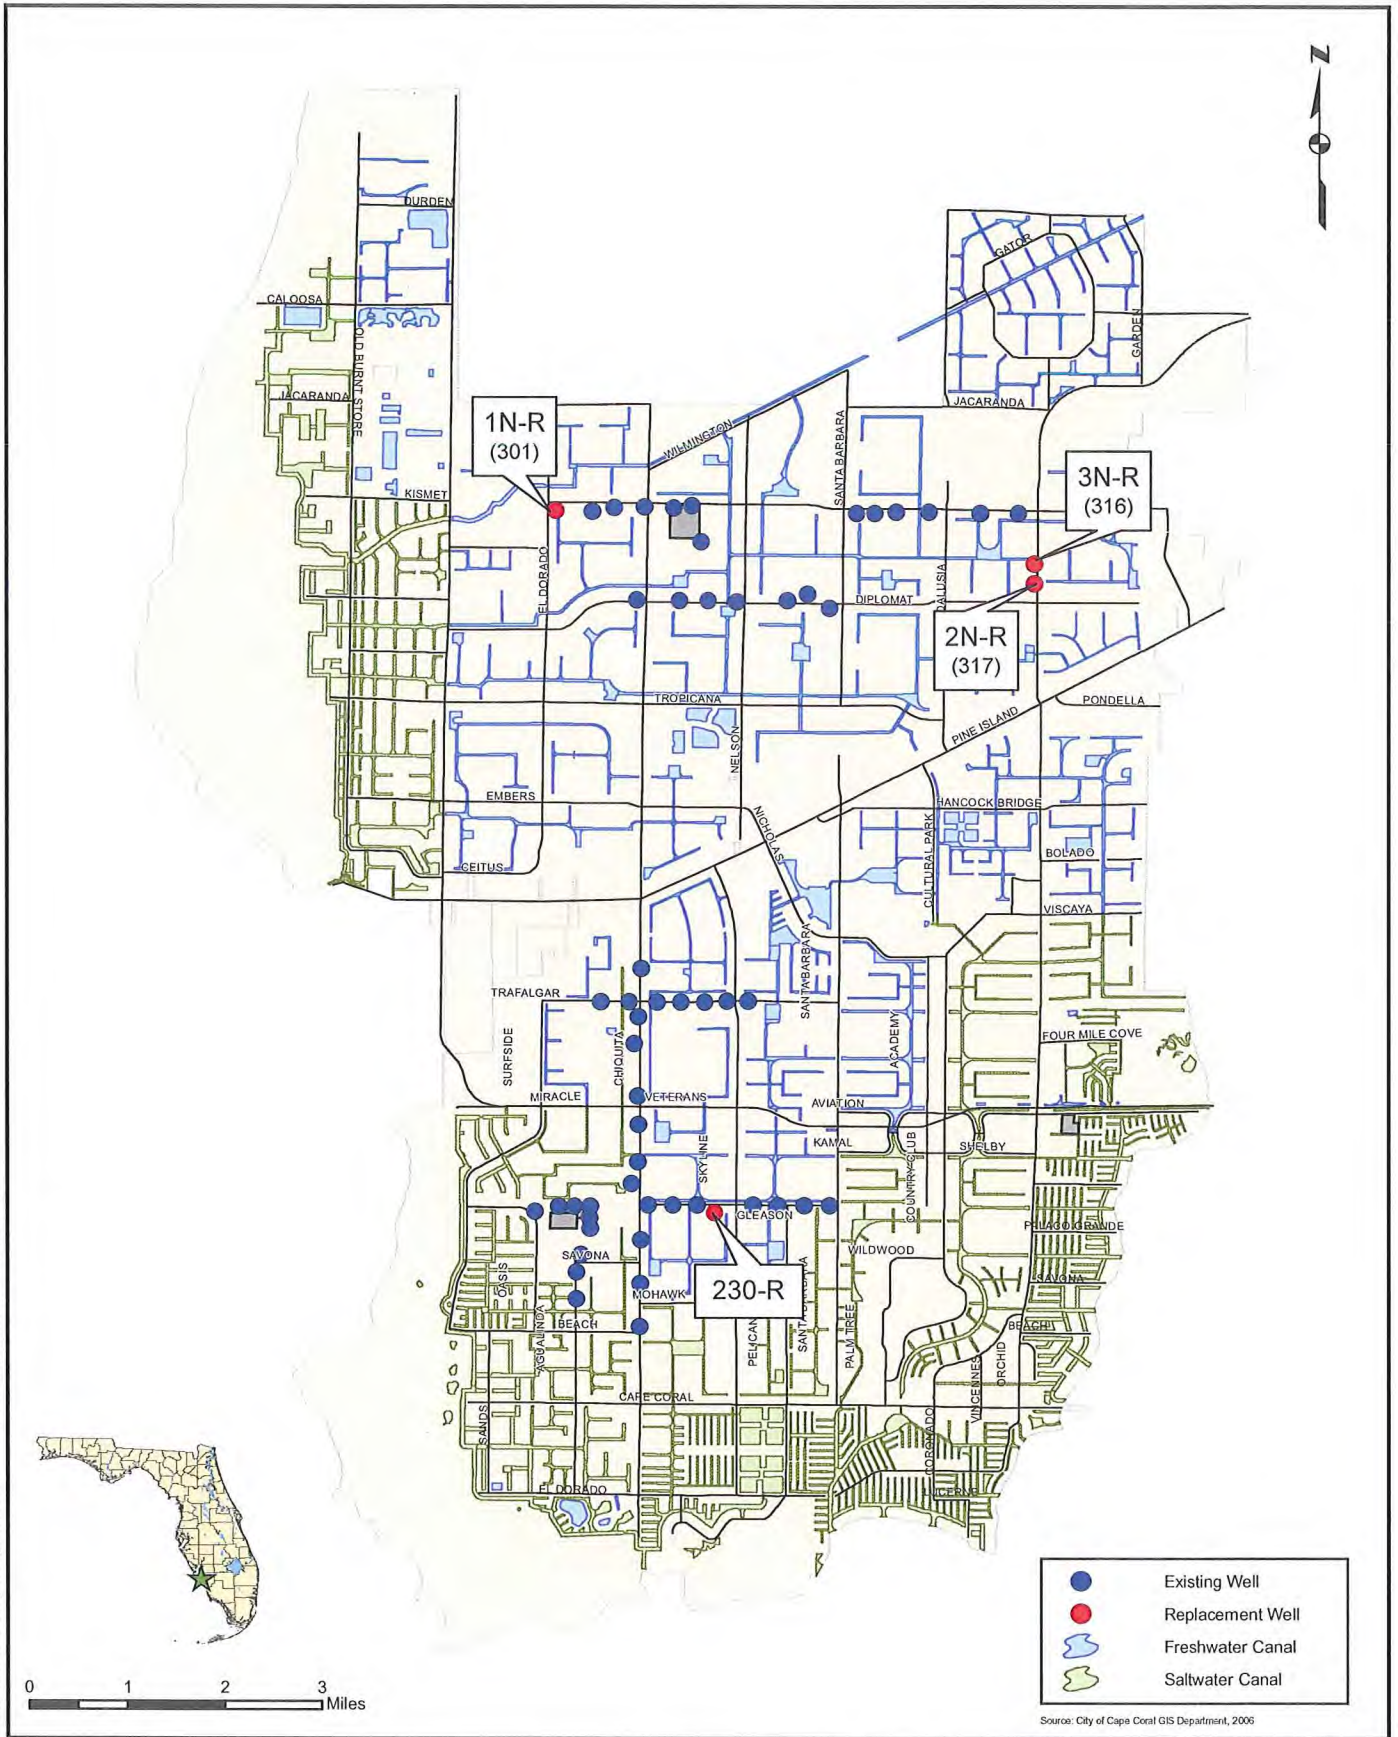 N
DURDEN
GATOR
CALOOSA
OLD BURNT STORE
GARDEN
JACARANDA
JACARANDA
1N-R
(301)
WILMINGTON
SANTA BARBARA
3N-R
(316)
KISMET
EL DORADO
DIPLOMAT
DALUSIA
2N-R
(317)
TROPICANA
PONDELLA
PINE ISLAND
NELSON
EMBERS
HANCOCK BRIDGE
NICHOLAS
CULTURAL PARK
CEITUS
BOLADO
VISCAYA
SANTA BARBARA
TRAFALGAR
SURFSIDE
CHIQUITA
ACADEMY
FOUR MILE COVE
MIRACLE
VETERANS
AVIATION
KAMAL
SHELBY
SKYLINE
COUNTRY CLUB
GLEASON
PELACO GRANDE
WILDWOOD
SAVONA
SAVONA
OASIS
MOHAWK
230-R
SANTA BARBARA
AGUALINDA
BEACH
BEACH
PELICAN
PALM TREE
ORCHID
VINCENNES
CAPE CORAL
SANDS
CORONADO
EL DORADO
LUCERNE
0 1 2 3
Miles
Existing Well
Replacement Well
Freshwater Canal
Saltwater Canal
Source: City of Cape Coral GIS Department, 2006